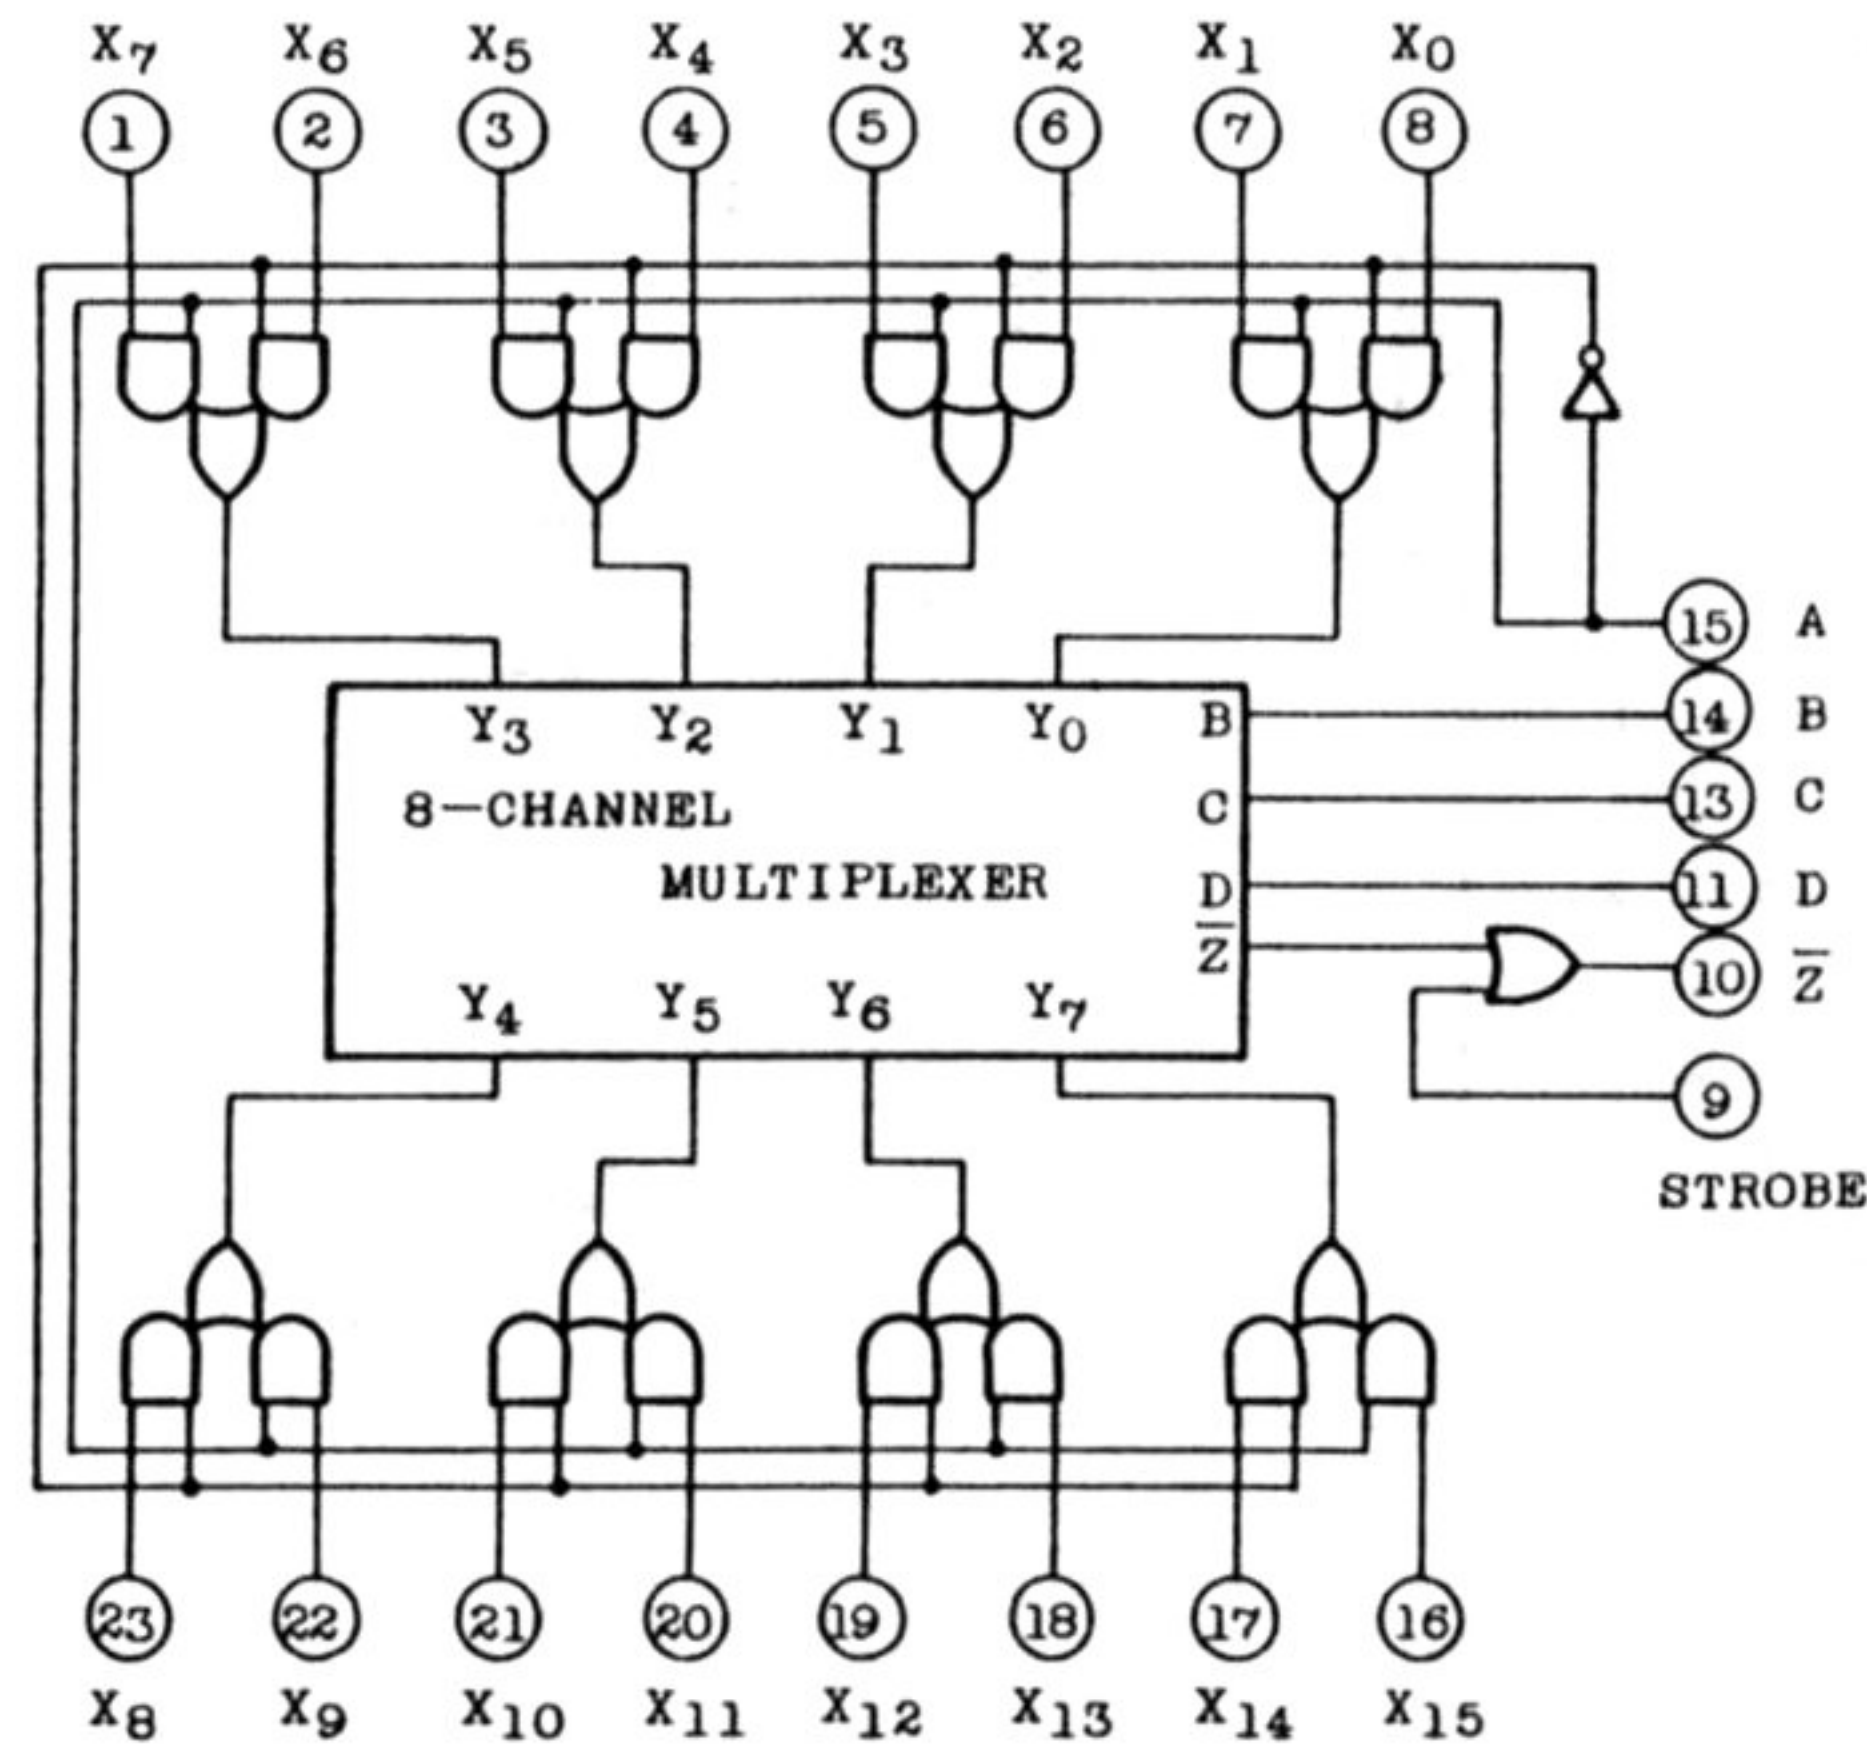 X7 X6 X5 X4 X3 X2 X1 X0
1 2 3 4 5 6 7 8
15 A
Y3 Y2 Y1 Y0 B 14 B
8-CHANNEL C 13 C
MULTIPLEXER D 11 D
Z̅ 10 Z̅
Y4 Y5 Y6 Y7
9
STROBE
23 22 21 20 19 18 17 16
X8 X9 X10 X11 X12 X13 X14 X15